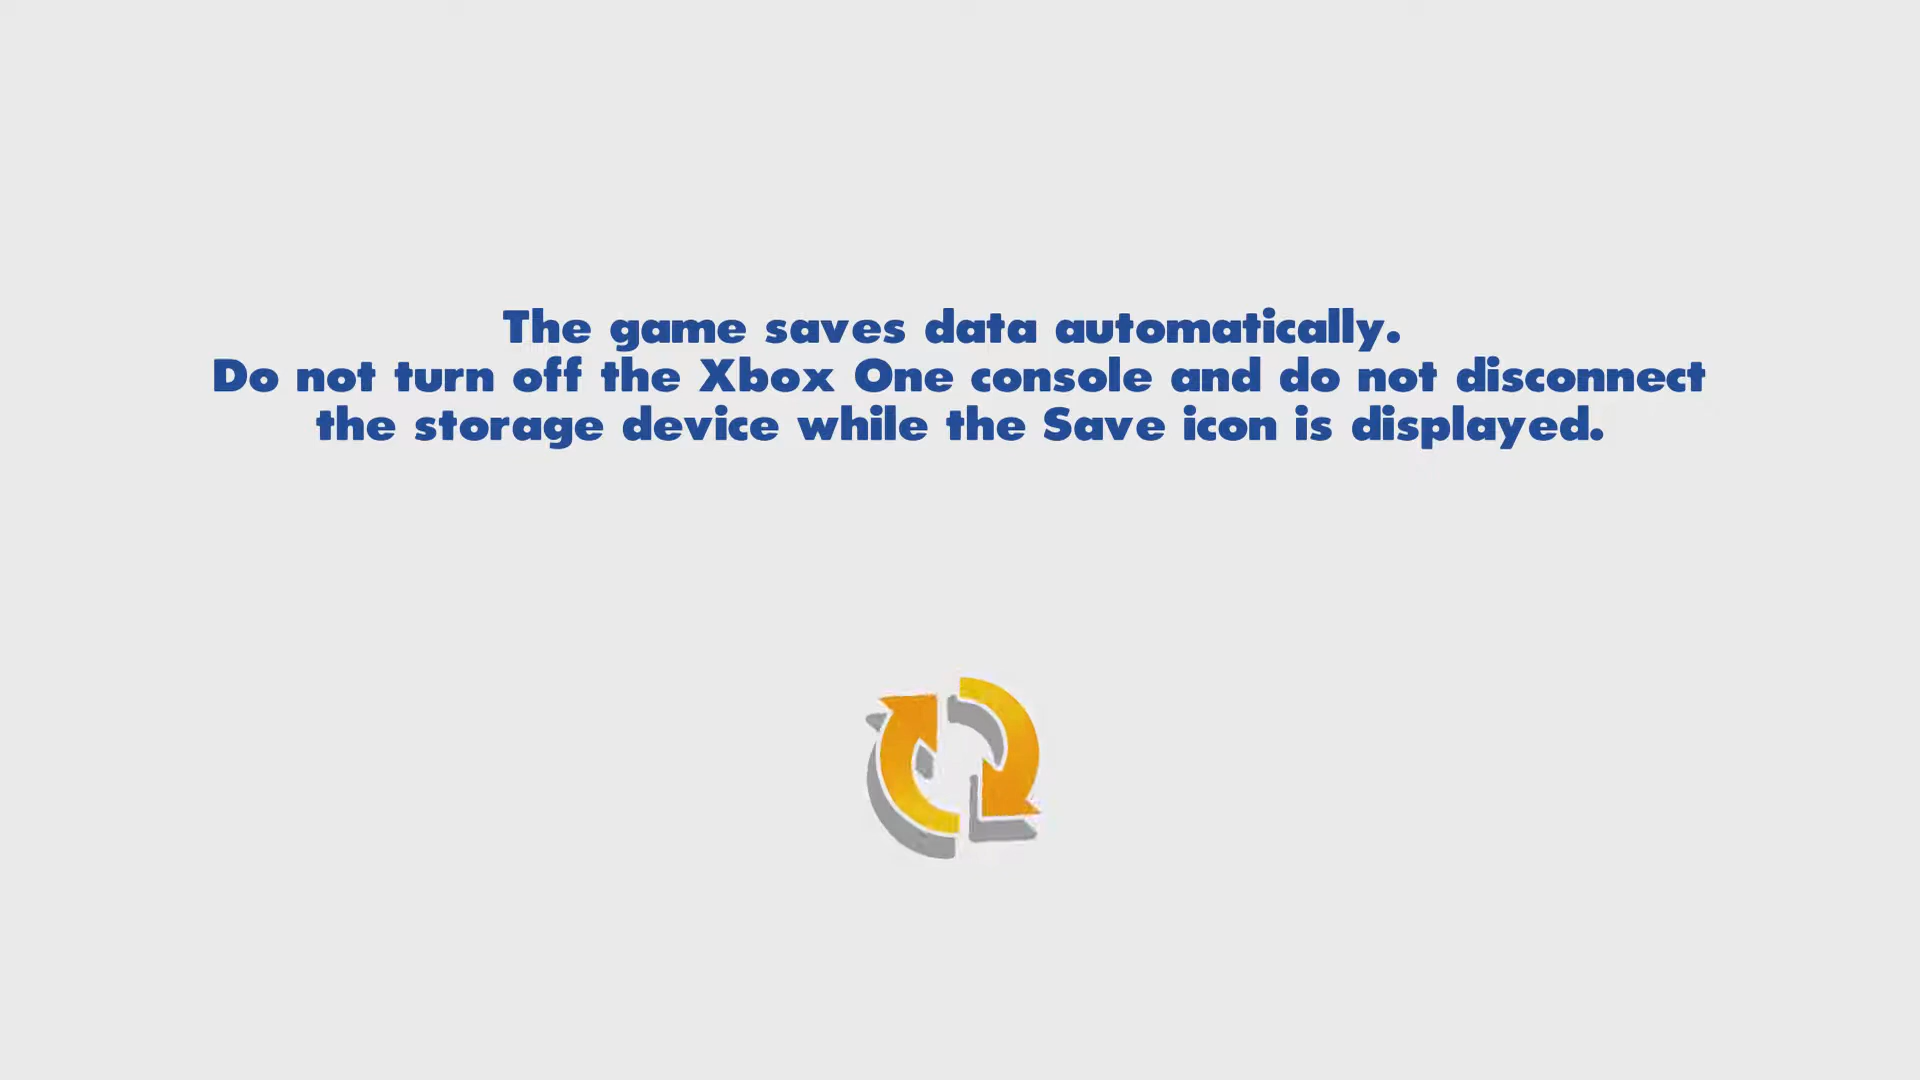 The game saves data automatically.
Do not turn off the Xbox One console and do not disconnect
the storage device while the Save icon is displayed.